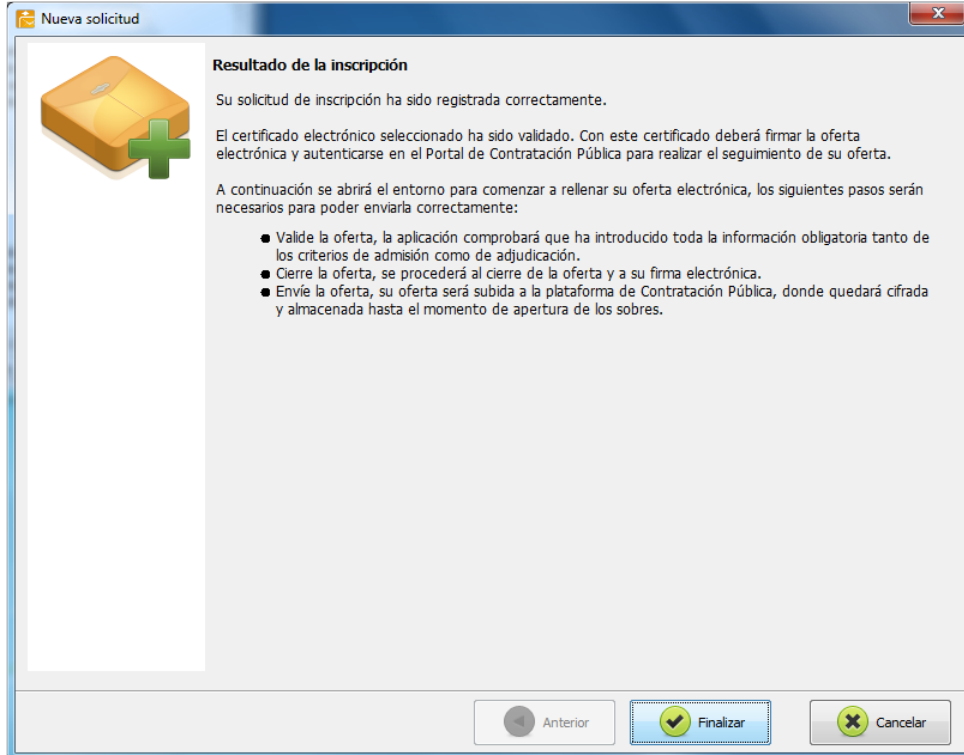 Nueva solicitud
Resultado de la inscripción
Su solicitud de inscripción ha sido registrada correctamente.
El certificado electrónico seleccionado ha sido validado. Con este certificado deberá firmar la oferta
electrónica y autenticarse en el Portal de Contratación Pública para realizar el seguimiento de su oferta.
A continuación se abrirá el entorno para comenzar a rellenar su oferta electrónica, los siguientes pasos serán
necesarios para poder enviarla correctamente:
Valide la oferta, la aplicación comprobará que ha introducido toda la información obligatoria tanto de
los criterios de admisión como de adjudicación.
Cierre la oferta, se procederá al cierre de la oferta y a su firma electrónica.
Envíe la oferta, su oferta será subida a la plataforma de Contratación Pública, donde quedará cifrada
y almacenada hasta el momento de apertura de los sobres.
Anterior
Finalizar
Cancelar